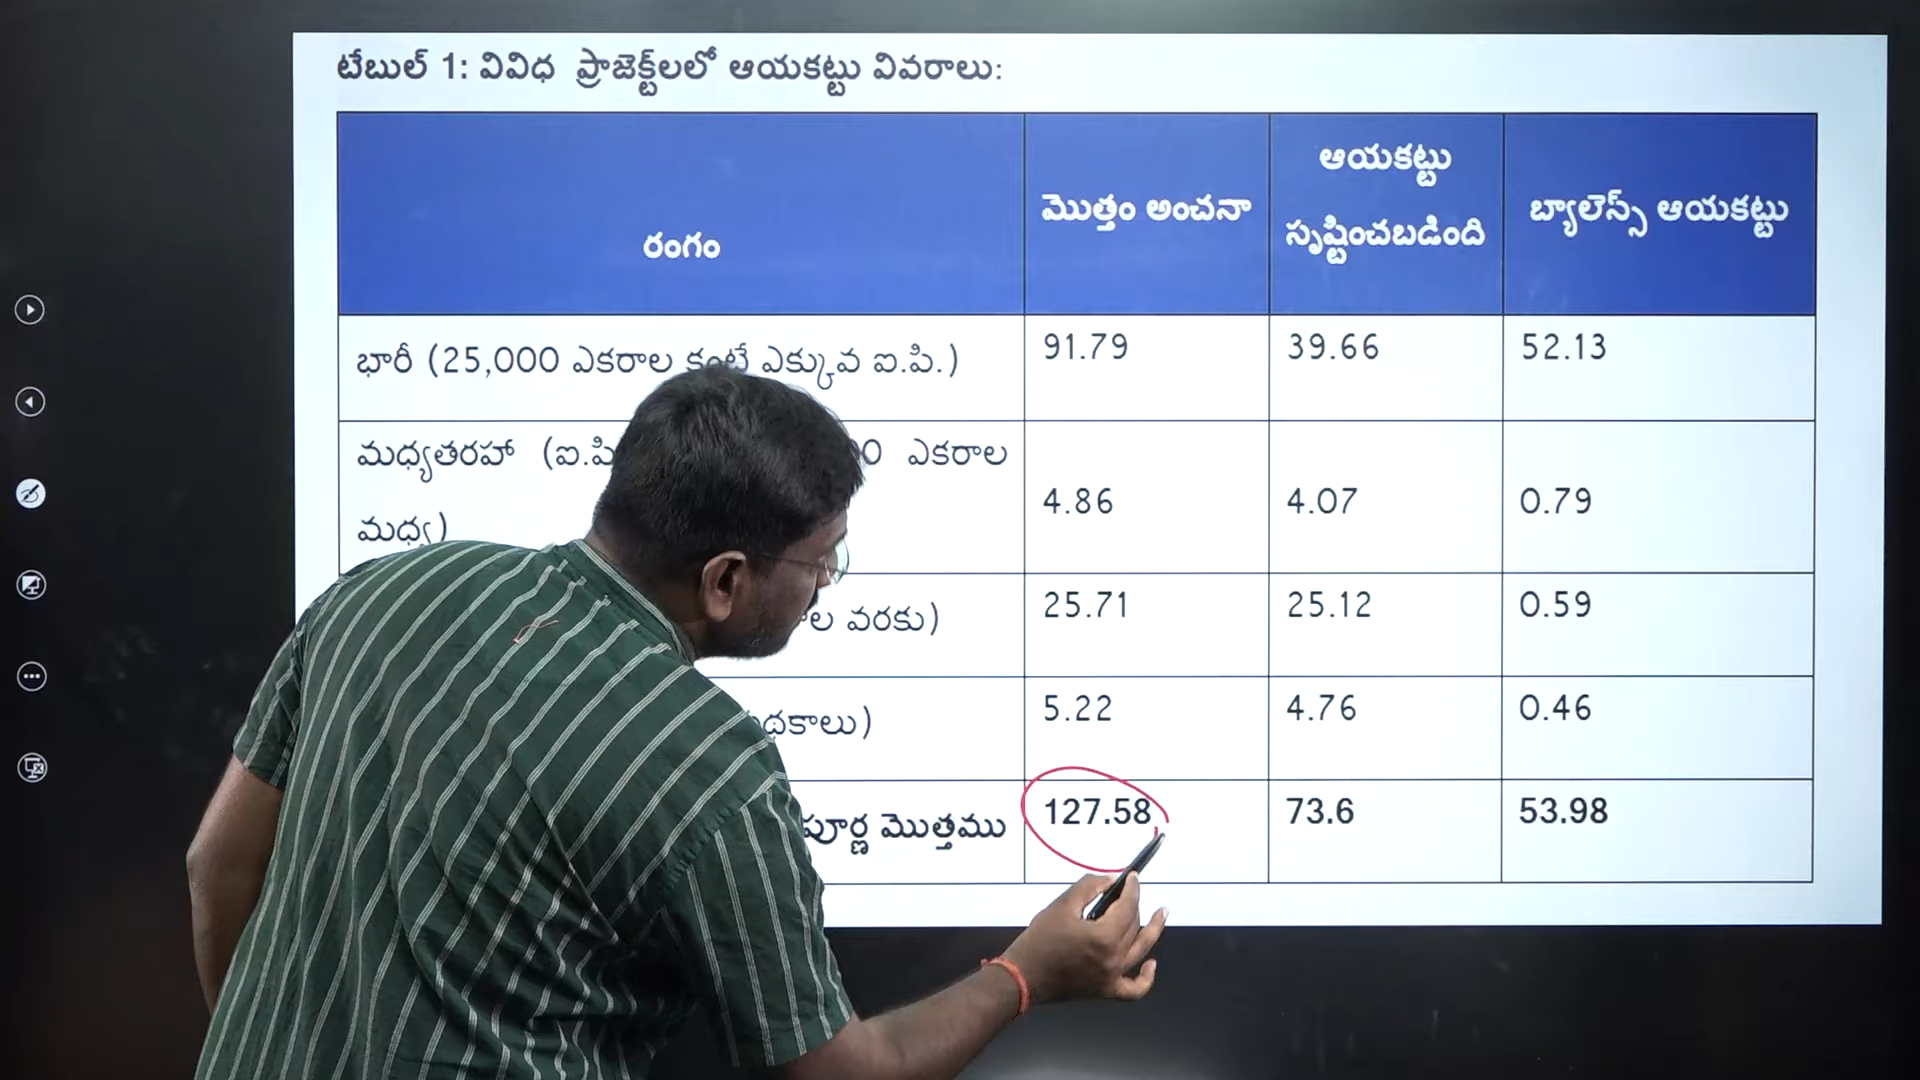 టేబుల్ 1: వివిధ ప్రాజెక్ట్‌లలో ఆయకట్టు వివరాలు:
రంగం
మొత్తం అంచనా
ఆయకట్టు
సృష్టించబడింది
బ్యాలెన్స్ ఆయకట్టు
భారీ (25,000 ఎకరాల కంటే ఎక్కువ ఐ.పి.)
91.79
39.66
52.13
మధ్యతరహా (ఐ.పి ఎకరాల
మధ్య)
4.86
4.07
0.79
వరకు)
25.71
25.12
0.59
5.22
4.76
0.46
మొత్తము
127.58
73.6
53.98